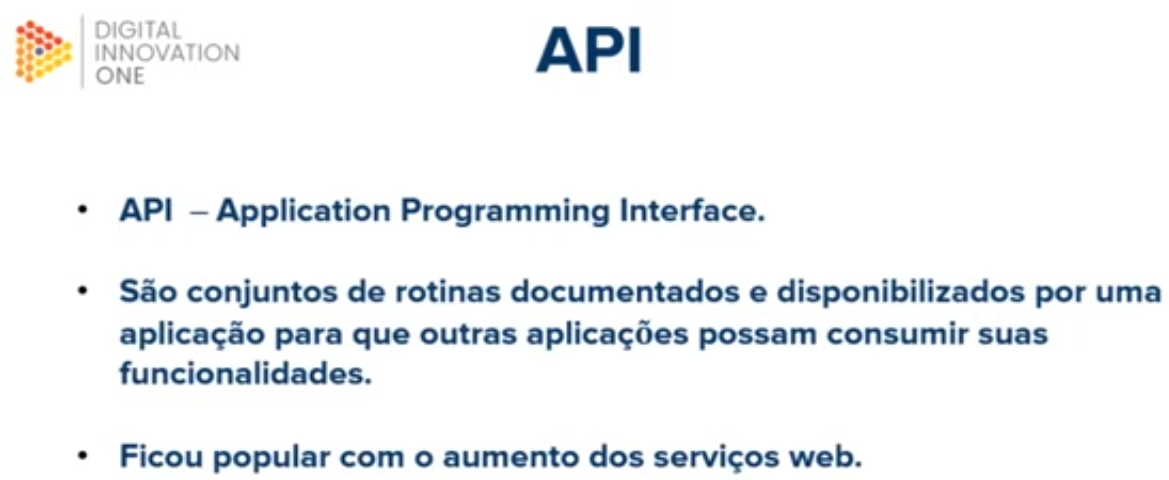 DIGITAL
INNOVATION
ONE
API
• API – Application Programming Interface.
• São conjuntos de rotinas documentados e disponibilizados por uma
aplicação para que outras aplicações possam consumir suas
funcionalidades.
• Ficou popular com o aumento dos serviços web.